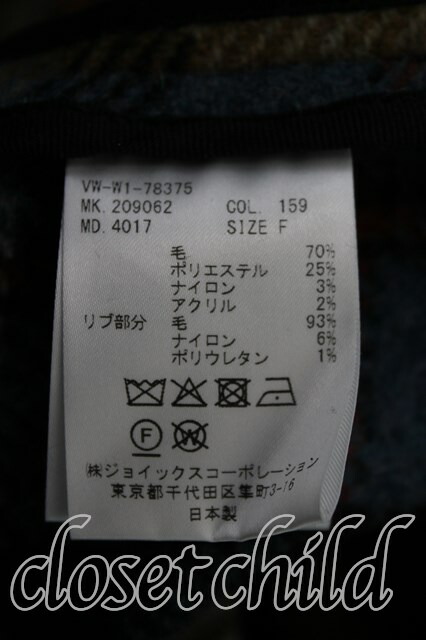 VW-W1-78375
MK. 209062 COL. 159
MD. 4017 SIZE F
毛 70%
ポリエステル 25%
ナイロン 3%
アクリル 2%
リブ部分 毛 93%
ナイロン 6%
ポリウレタン 1%
F W
㈱ジョイックスコーポレーション
東京都千代田区隼町3-16
日本製
closetchild